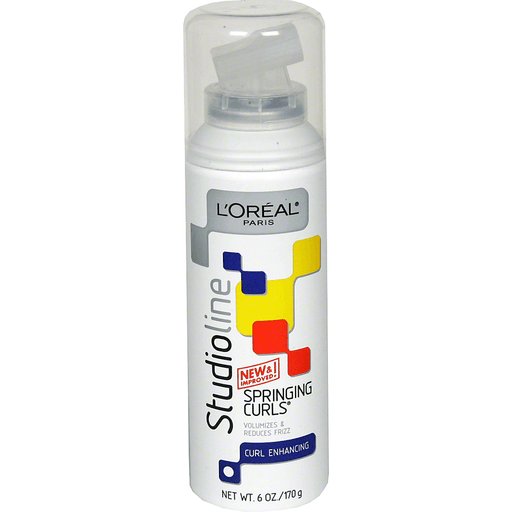 L'ORÉAL®
PARIS
Studioline
NEW & IMPROVED
SPRINGING
CURLS®
VOLUMIZES &
REDUCES FRIZZ
CURL ENHANCING
NET WT. 6 OZ./170 g